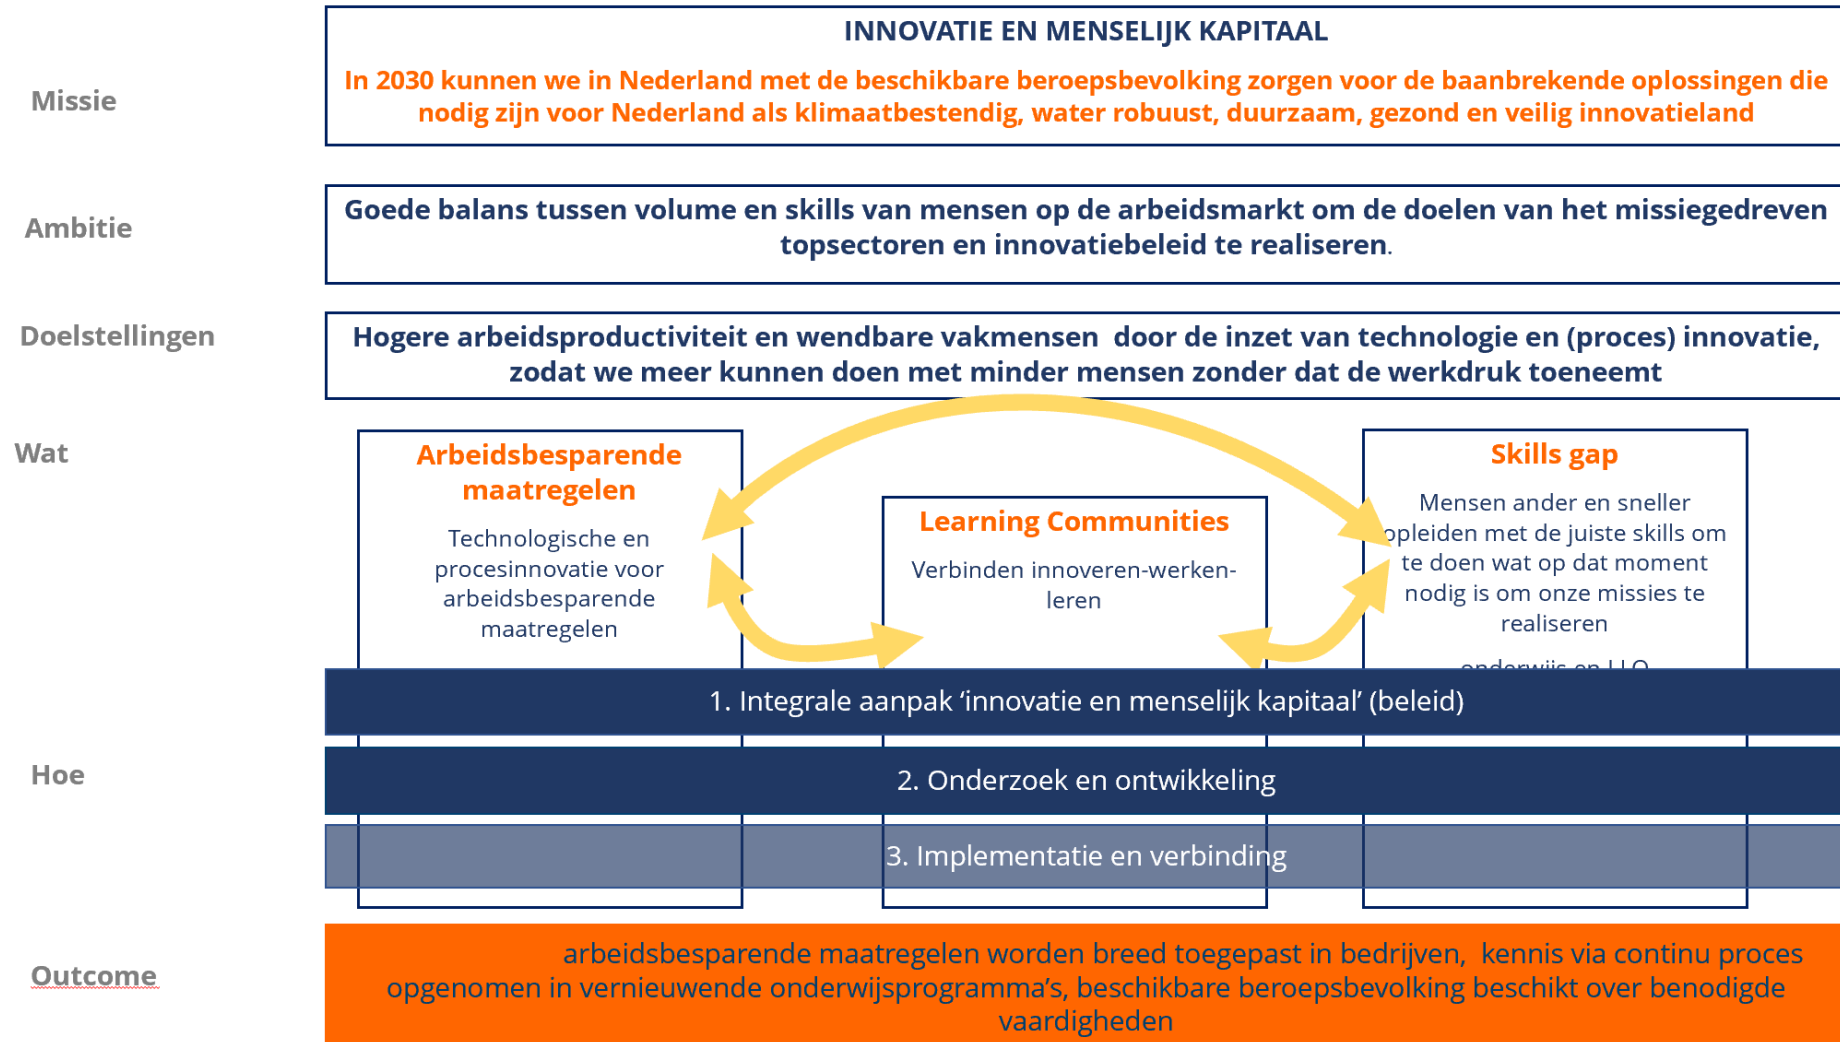 INNOVATIE EN MENSELIJK KAPITAAL
Missie
In 2030 kunnen we in Nederland met de beschikbare beroepsbevolking zorgen voor de baanbrekende oplossingen die
nodig zijn voor Nederland als klimaatbestendig, water robuust, duurzaam, gezond en veilig innovatieland
Ambitie
Goede balans tussen volume en skills van mensen op de arbeidsmarkt om de doelen van het missiegedreven
topsectoren en innovatiebeleid te realiseren.
Doelstellingen
Hogere arbeidsproductiviteit en wendbare vakmensen door de inzet van technologie en (proces) innovatie,
zodat we meer kunnen doen met minder mensen zonder dat de werkdruk toeneemt
Wat
Arbeidsbesparende
maatregelen
Technologische en
procesinnovatie voor
arbeidsbesparende
maatregelen
Learning Communities
Verbinden innoveren-werken-
leren
Skills gap
Mensen ander en sneller
opleiden met de juiste skills om
te doen wat op dat moment
nodig is om onze missies te
realiseren
onderwijs en LLO
Hoe
1. Integrale aanpak ‘innovatie en menselijk kapitaal’ (beleid)
2. Onderzoek en ontwikkeling
3. Implementatie en verbinding
Outcome
arbeidsbesparende maatregelen worden breed toegepast in bedrijven, kennis via continu proces
opgenomen in vernieuwende onderwijsprogramma’s, beschikbare beroepsbevolking beschikt over benodigde
vaardigheden